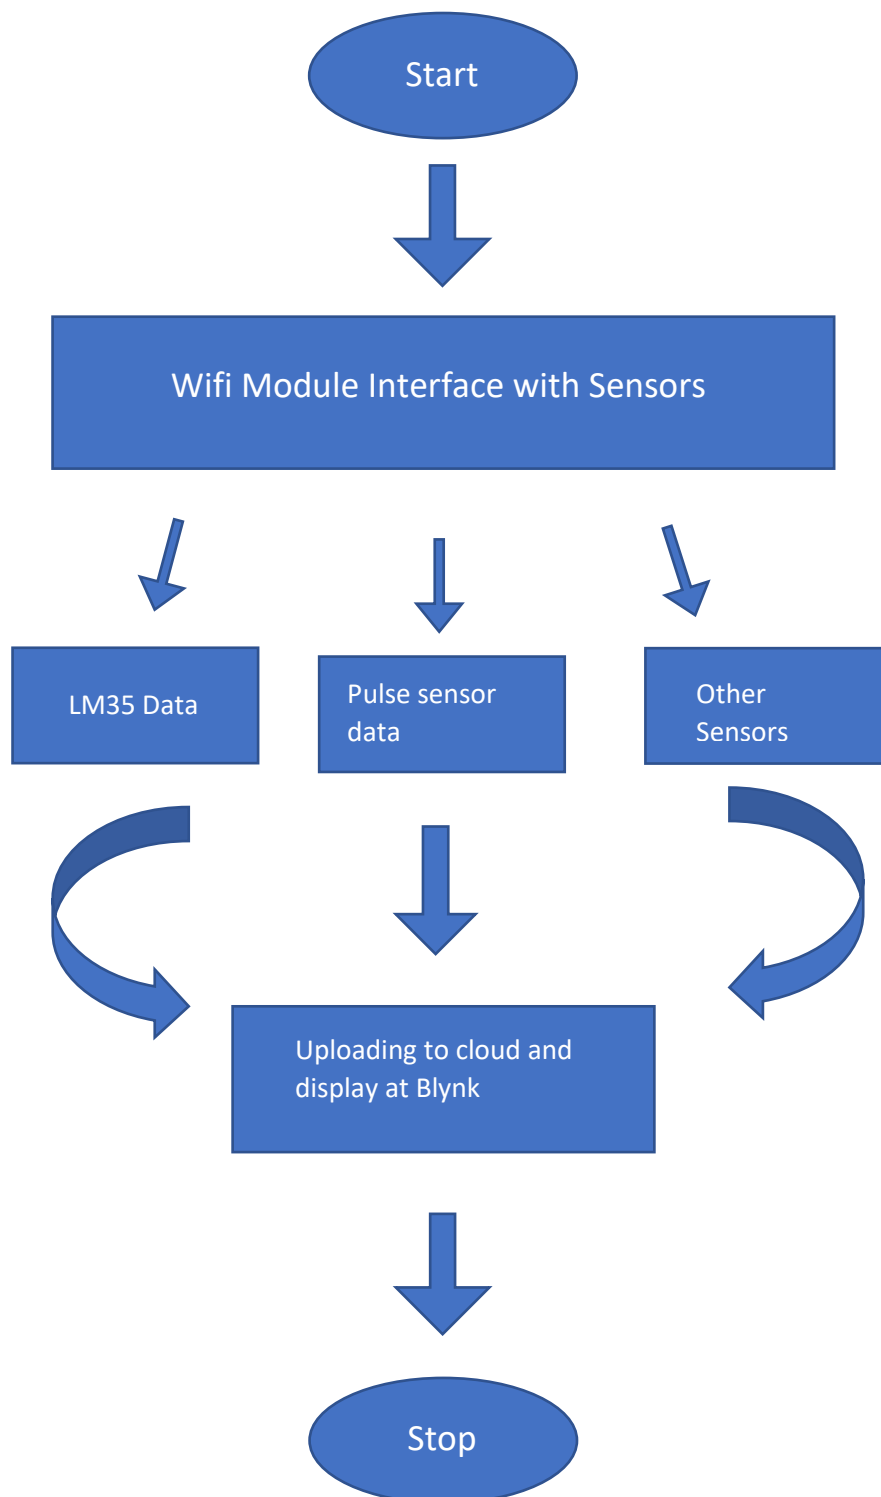 Start
Wifi Module Interface with Sensors
LM35 Data
Pulse sensor
data
Other
Sensors
Uploading to cloud and
display at Blynk
Stop